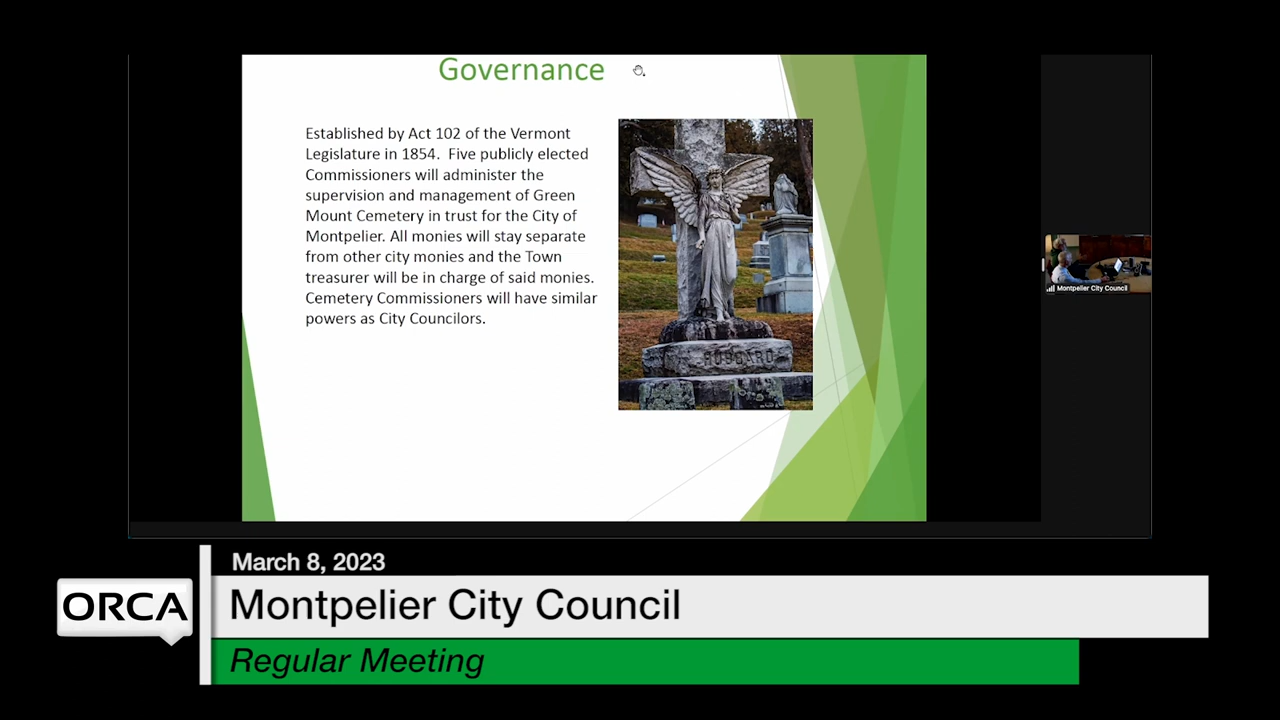 Governance
Established by Act 102 of the Vermont
Legislature in 1854.  Five publicly elected
Commissioners will administer the
supervision and management of Green
Mount Cemetery in trust for the City of
Montpelier. All monies will stay separate
from other city monies and the Town
treasurer will be in charge of said monies.
Cemetery Commissioners will have similar
powers as City Councilors.
HUBBARD
Montpelier City Council
March 8, 2023
ORCA
Montpelier City Council
Regular Meeting